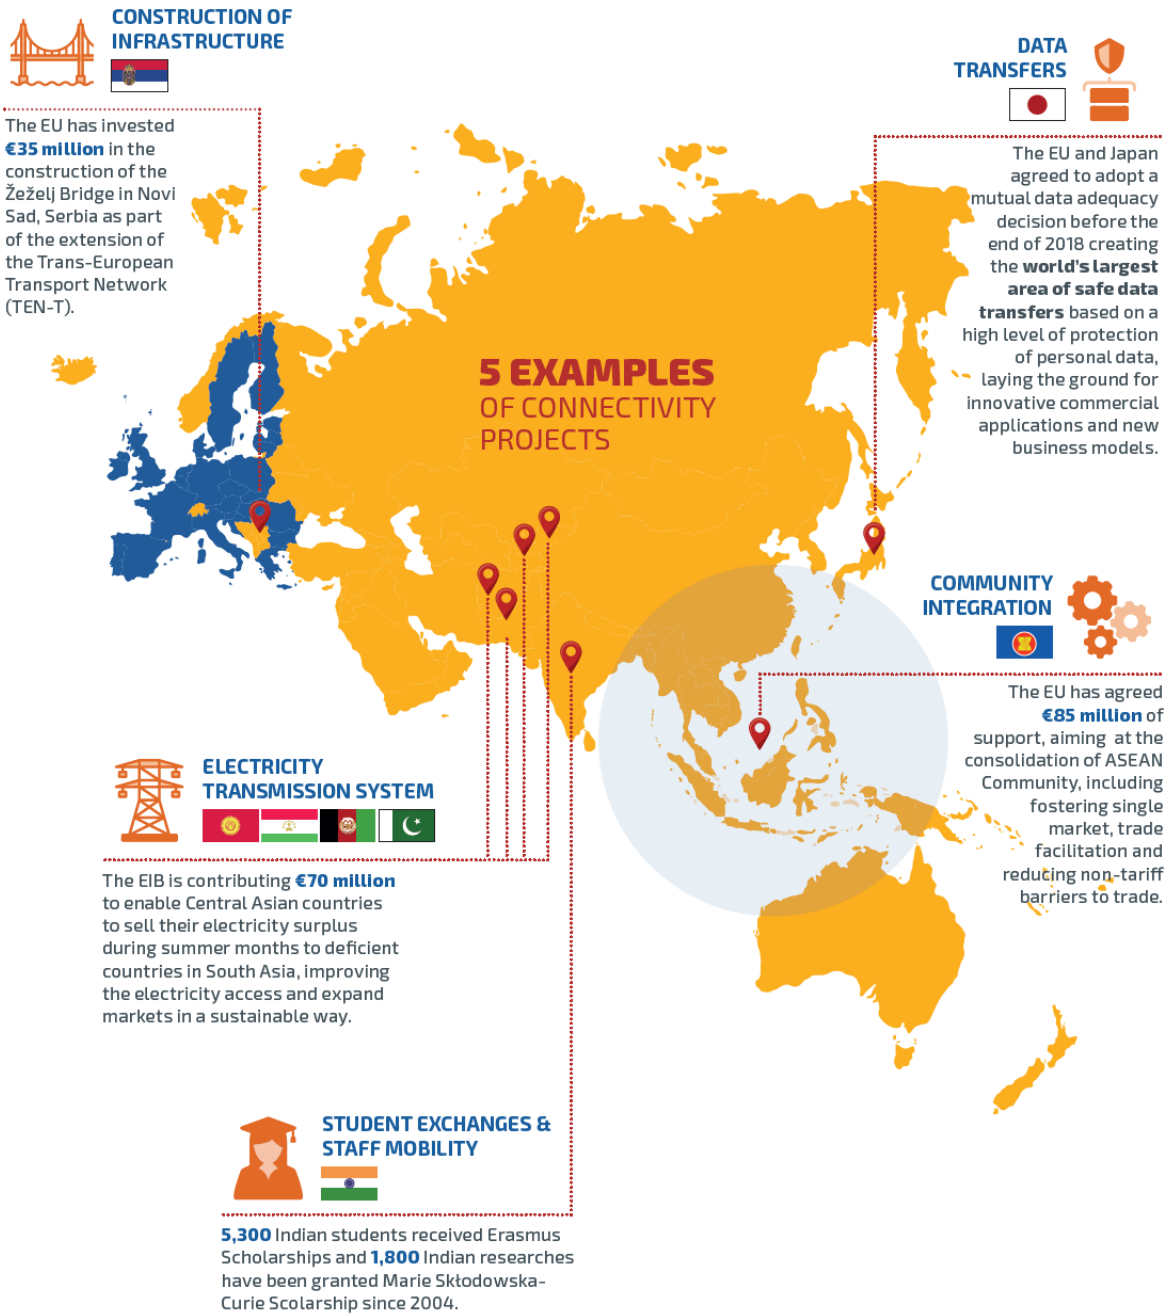 CONSTRUCTION OF
INFRASTRUCTURE
The EU has invested
€35 million in the
construction of the
Žeželj Bridge in Novi
Sad, Serbia as part
of the extension of
the Trans-European
Transport Network
(TEN-T).
DATA
TRANSFERS
The EU and Japan
agreed to adopt a
mutual data adequacy
decision before the
end of 2018 creating
the world's largest
area of safe data
transfers based on a
high level of protection
of personal data,
laying the ground for
innovative commercial
applications and new
business models.
5 EXAMPLES
OF CONNECTIVITY
PROJECTS
COMMUNITY
INTEGRATION
The EU has agreed
€85 million of
support, aiming at the
consolidation of ASEAN
Community, including
fostering single
market, trade
facilitation and
reducing non-tariff
barriers to trade.
ELECTRICITY
TRANSMISSION SYSTEM
The EIB is contributing €70 million
to enable Central Asian countries
to sell their electricity surplus
during summer months to deficient
countries in South Asia, improving
the electricity access and expand
markets in a sustainable way.
STUDENT EXCHANGES &
STAFF MOBILITY
5,300 Indian students received Erasmus
Scholarships and 1,800 Indian researches
have been granted Marie Skłodowska-
Curie Scolarship since 2004.